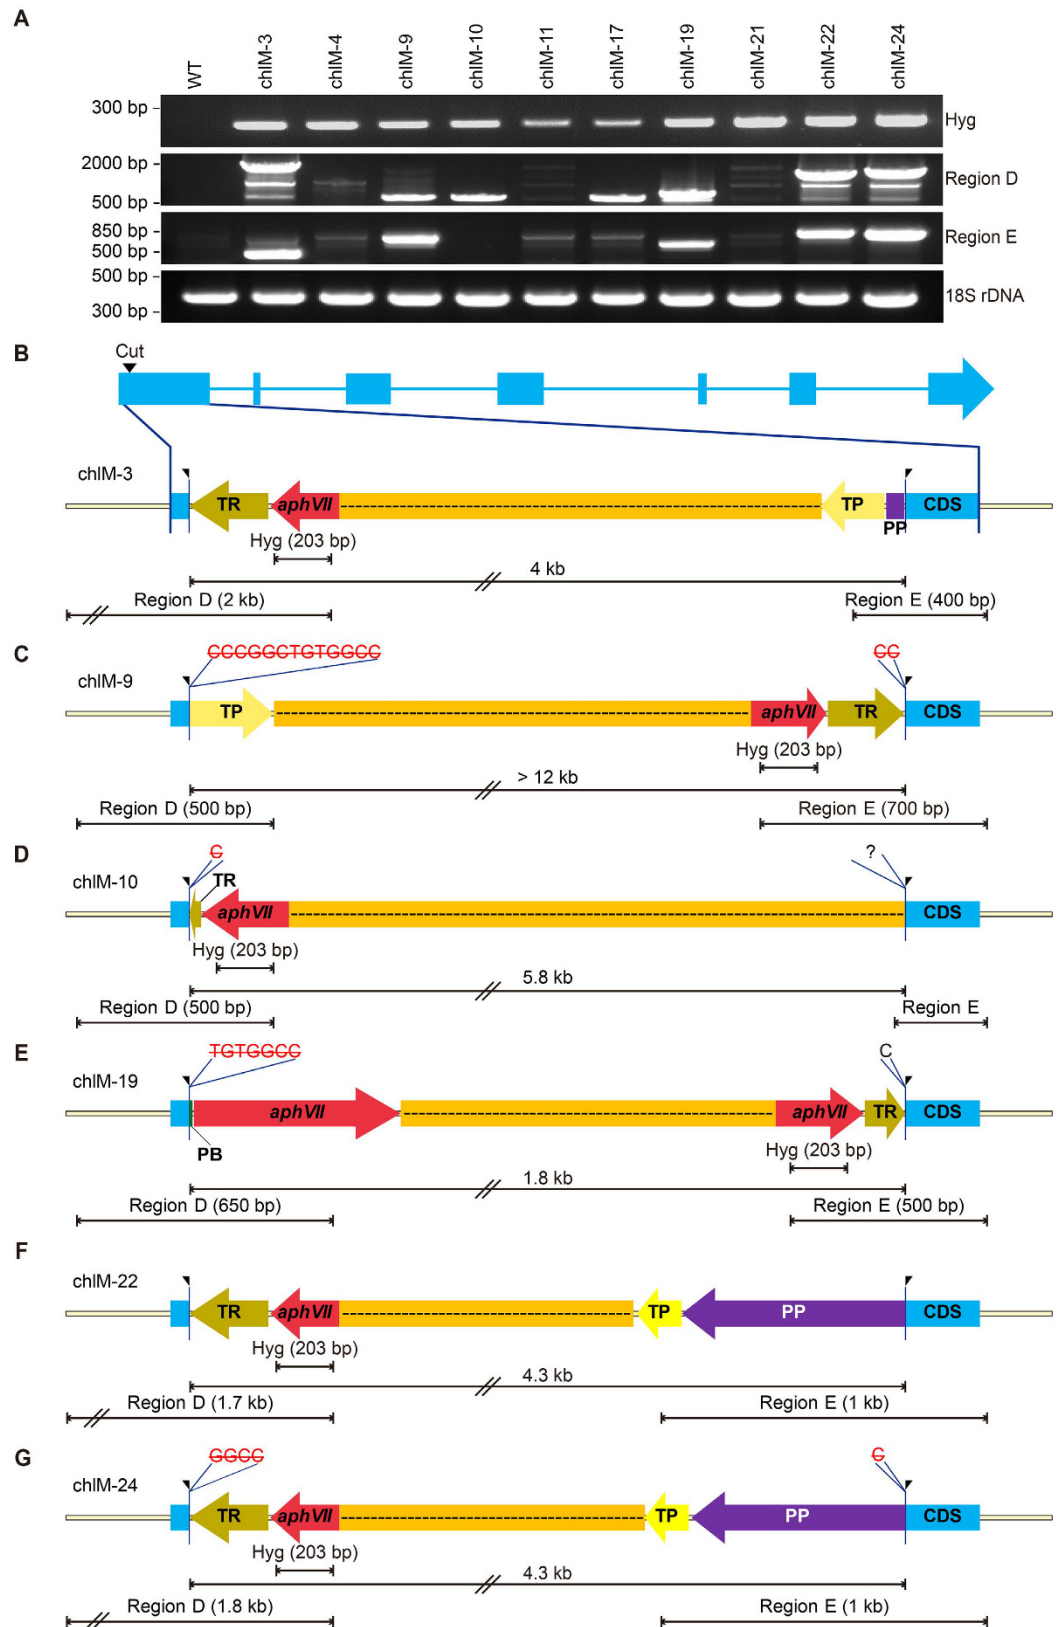 A
WT chlM-3 chlM-4 chlM-9 chlM-10 chlM-11 chlM-17 chlM-19 chlM-21 chlM-22 chlM-24
300 bp
Hyg
2000 bp
Region D
500 bp
850 bp
Region E
500 bp
500 bp
18S rDNA
300 bp
B
Cut
chlM-3
TR aphVII TP PP CDS
Hyg (203 bp)
4 kb
Region D (2 kb) Region E (400 bp)
C
CCCGGCTGTGGCC CC
chlM-9
TP aphVII TR CDS
Hyg (203 bp)
> 12 kb
Region D (500 bp) Region E (700 bp)
D
C ?
chlM-10
TR
aphVII CDS
Hyg (203 bp)
5.8 kb
Region D (500 bp) Region E
E
TGTGGCC C
chlM-19
aphVII aphVII TR CDS
PB
Hyg (203 bp)
1.8 kb
Region D (650 bp) Region E (500 bp)
F
chlM-22
TR aphVII TP PP CDS
Hyg (203 bp)
4.3 kb
Region D (1.7 kb) Region E (1 kb)
G
GGCC C
chlM-24
TR aphVII TP PP CDS
Hyg (203 bp)
4.3 kb
Region D (1.8 kb) Region E (1 kb)